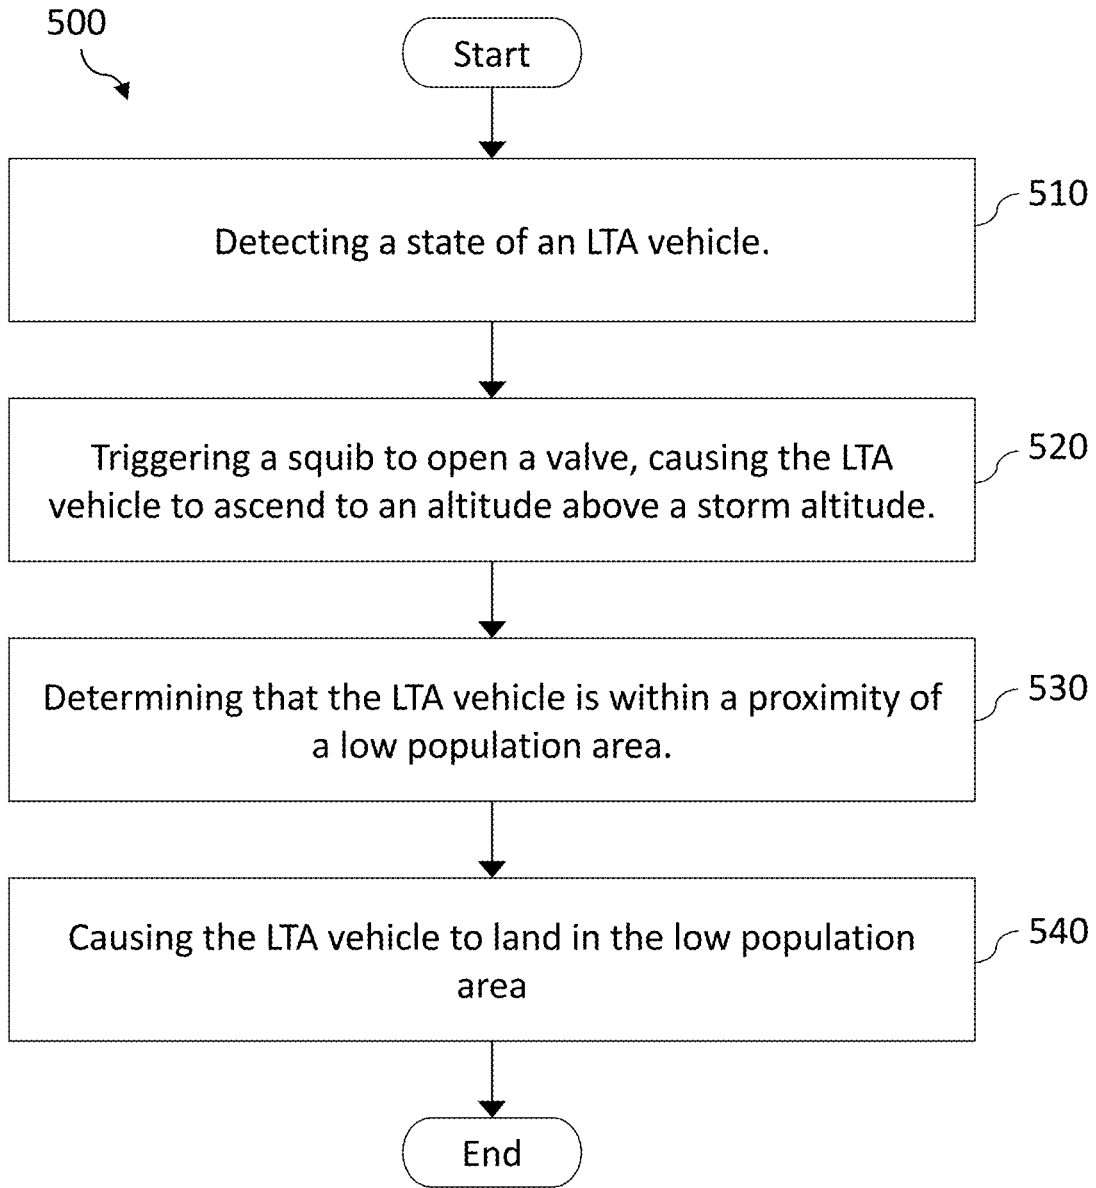 500
Start
510
Detecting a state of an LTA vehicle.
520
Triggering a squib to open a valve, causing the LTA
vehicle to ascend to an altitude above a storm altitude.
530
Determining that the LTA vehicle is within a proximity of
a low population area.
540
Causing the LTA vehicle to land in the low population
area
End